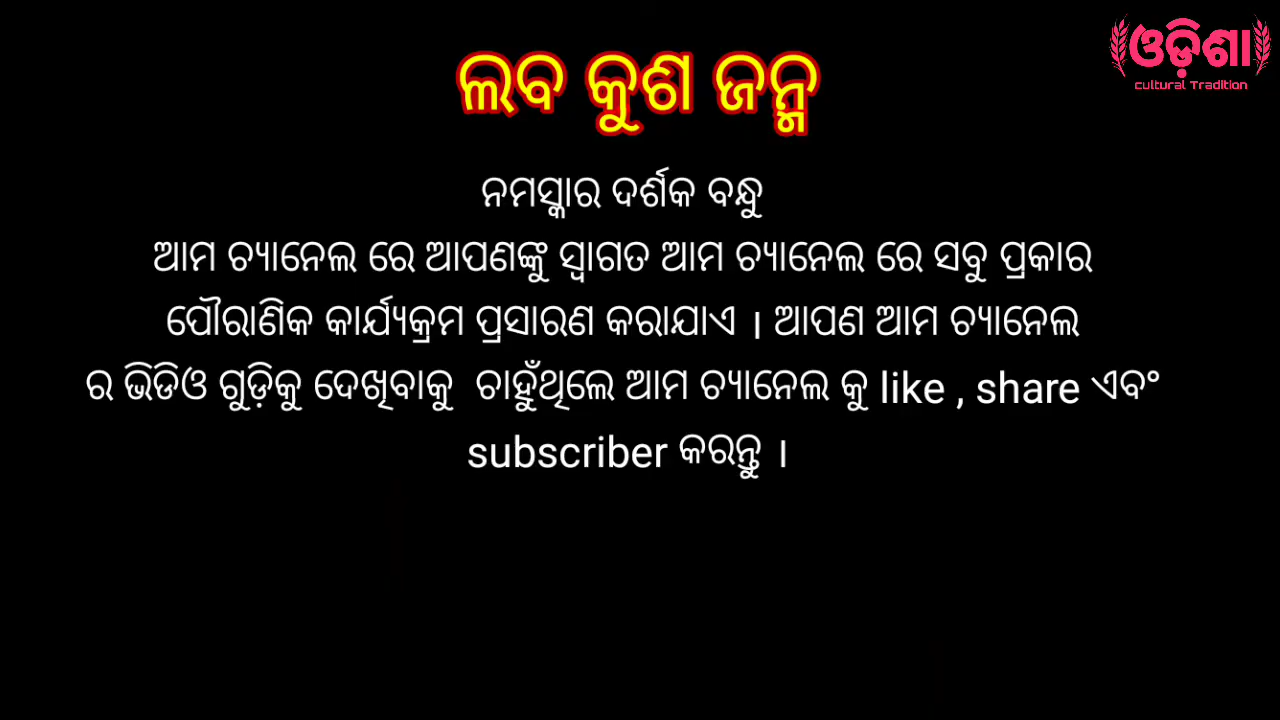 ଓଡ଼ିଶା
cultural Tradition
ଲବ କୁଶ ଜନ୍ମ
ନମସ୍କାର ଦର୍ଶକ ବନ୍ଧୁ
ଆମ ଚ୍ୟାନେଲ ରେ ଆପଣଙ୍କୁ ସ୍ୱାଗତ ଆମ ଚ୍ୟାନେଲ ରେ ସବୁ ପ୍ରକାର
ପୌରାଣିକ କାର୍ଯ୍ୟକ୍ରମ ପ୍ରସାରଣ କରାଯାଏ । ଆପଣ ଆମ ଚ୍ୟାନେଲ
ର ଭିଡିଓ ଗୁଡ଼ିକୁ ଦେଖିବାକୁ ଚାହୁଁଥିଲେ ଆମ ଚ୍ୟାନେଲ କୁ like , share ଏବଂ
subscriber କରନ୍ତୁ ।